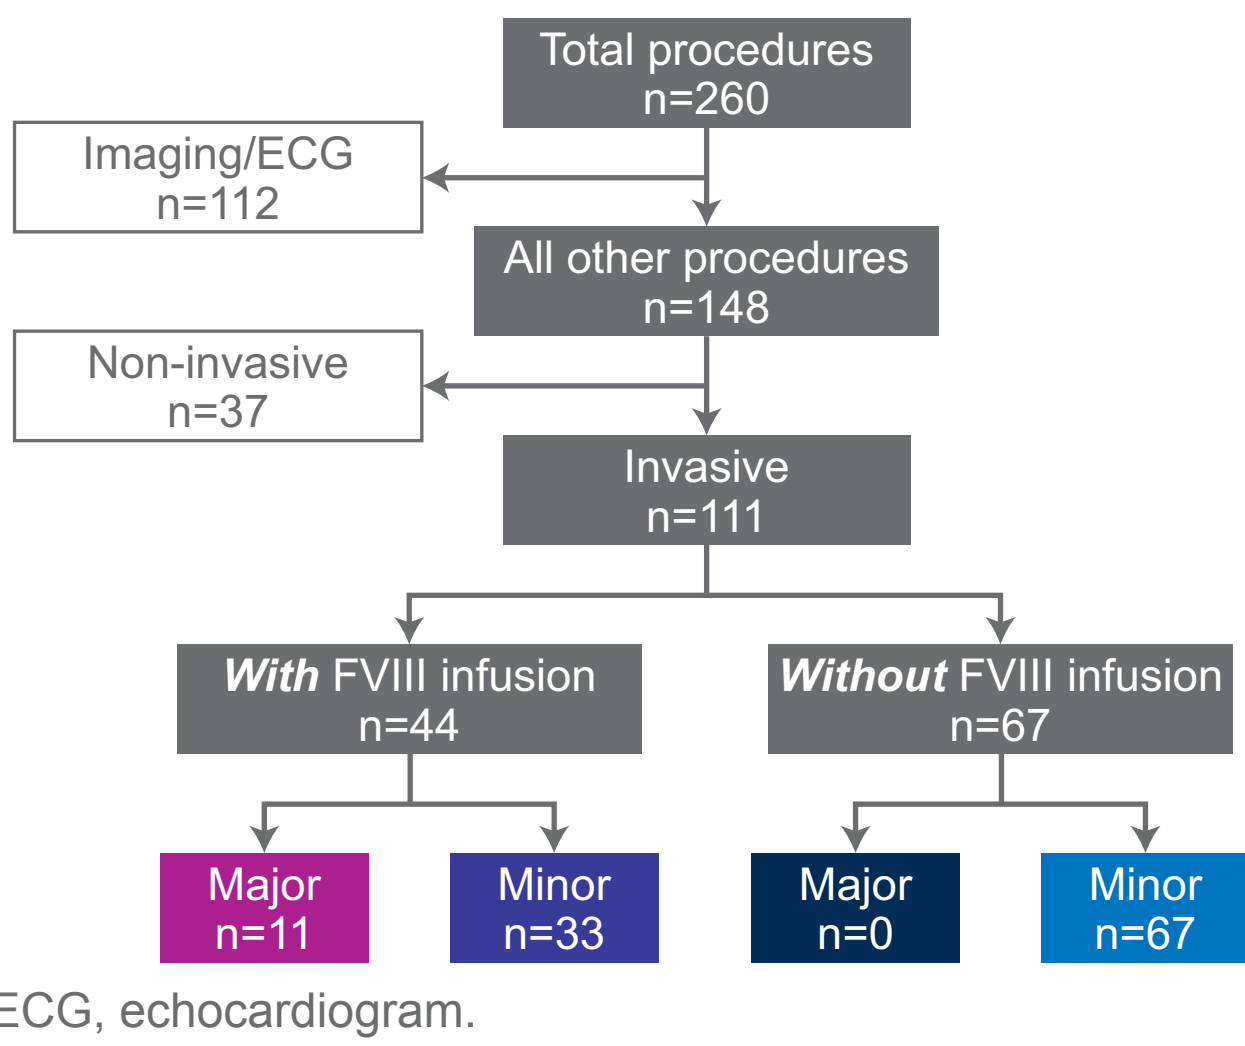 Total procedures
n=260
Imaging/ECG
n=112
All other procedures
n=148
Non-invasive
n=37
Invasive
n=111
With FVIII infusion
n=44
Without FVIII infusion
n=67
Major
n=11
Minor
n=33
Major
n=0
Minor
n=67
ECG, echocardiogram.